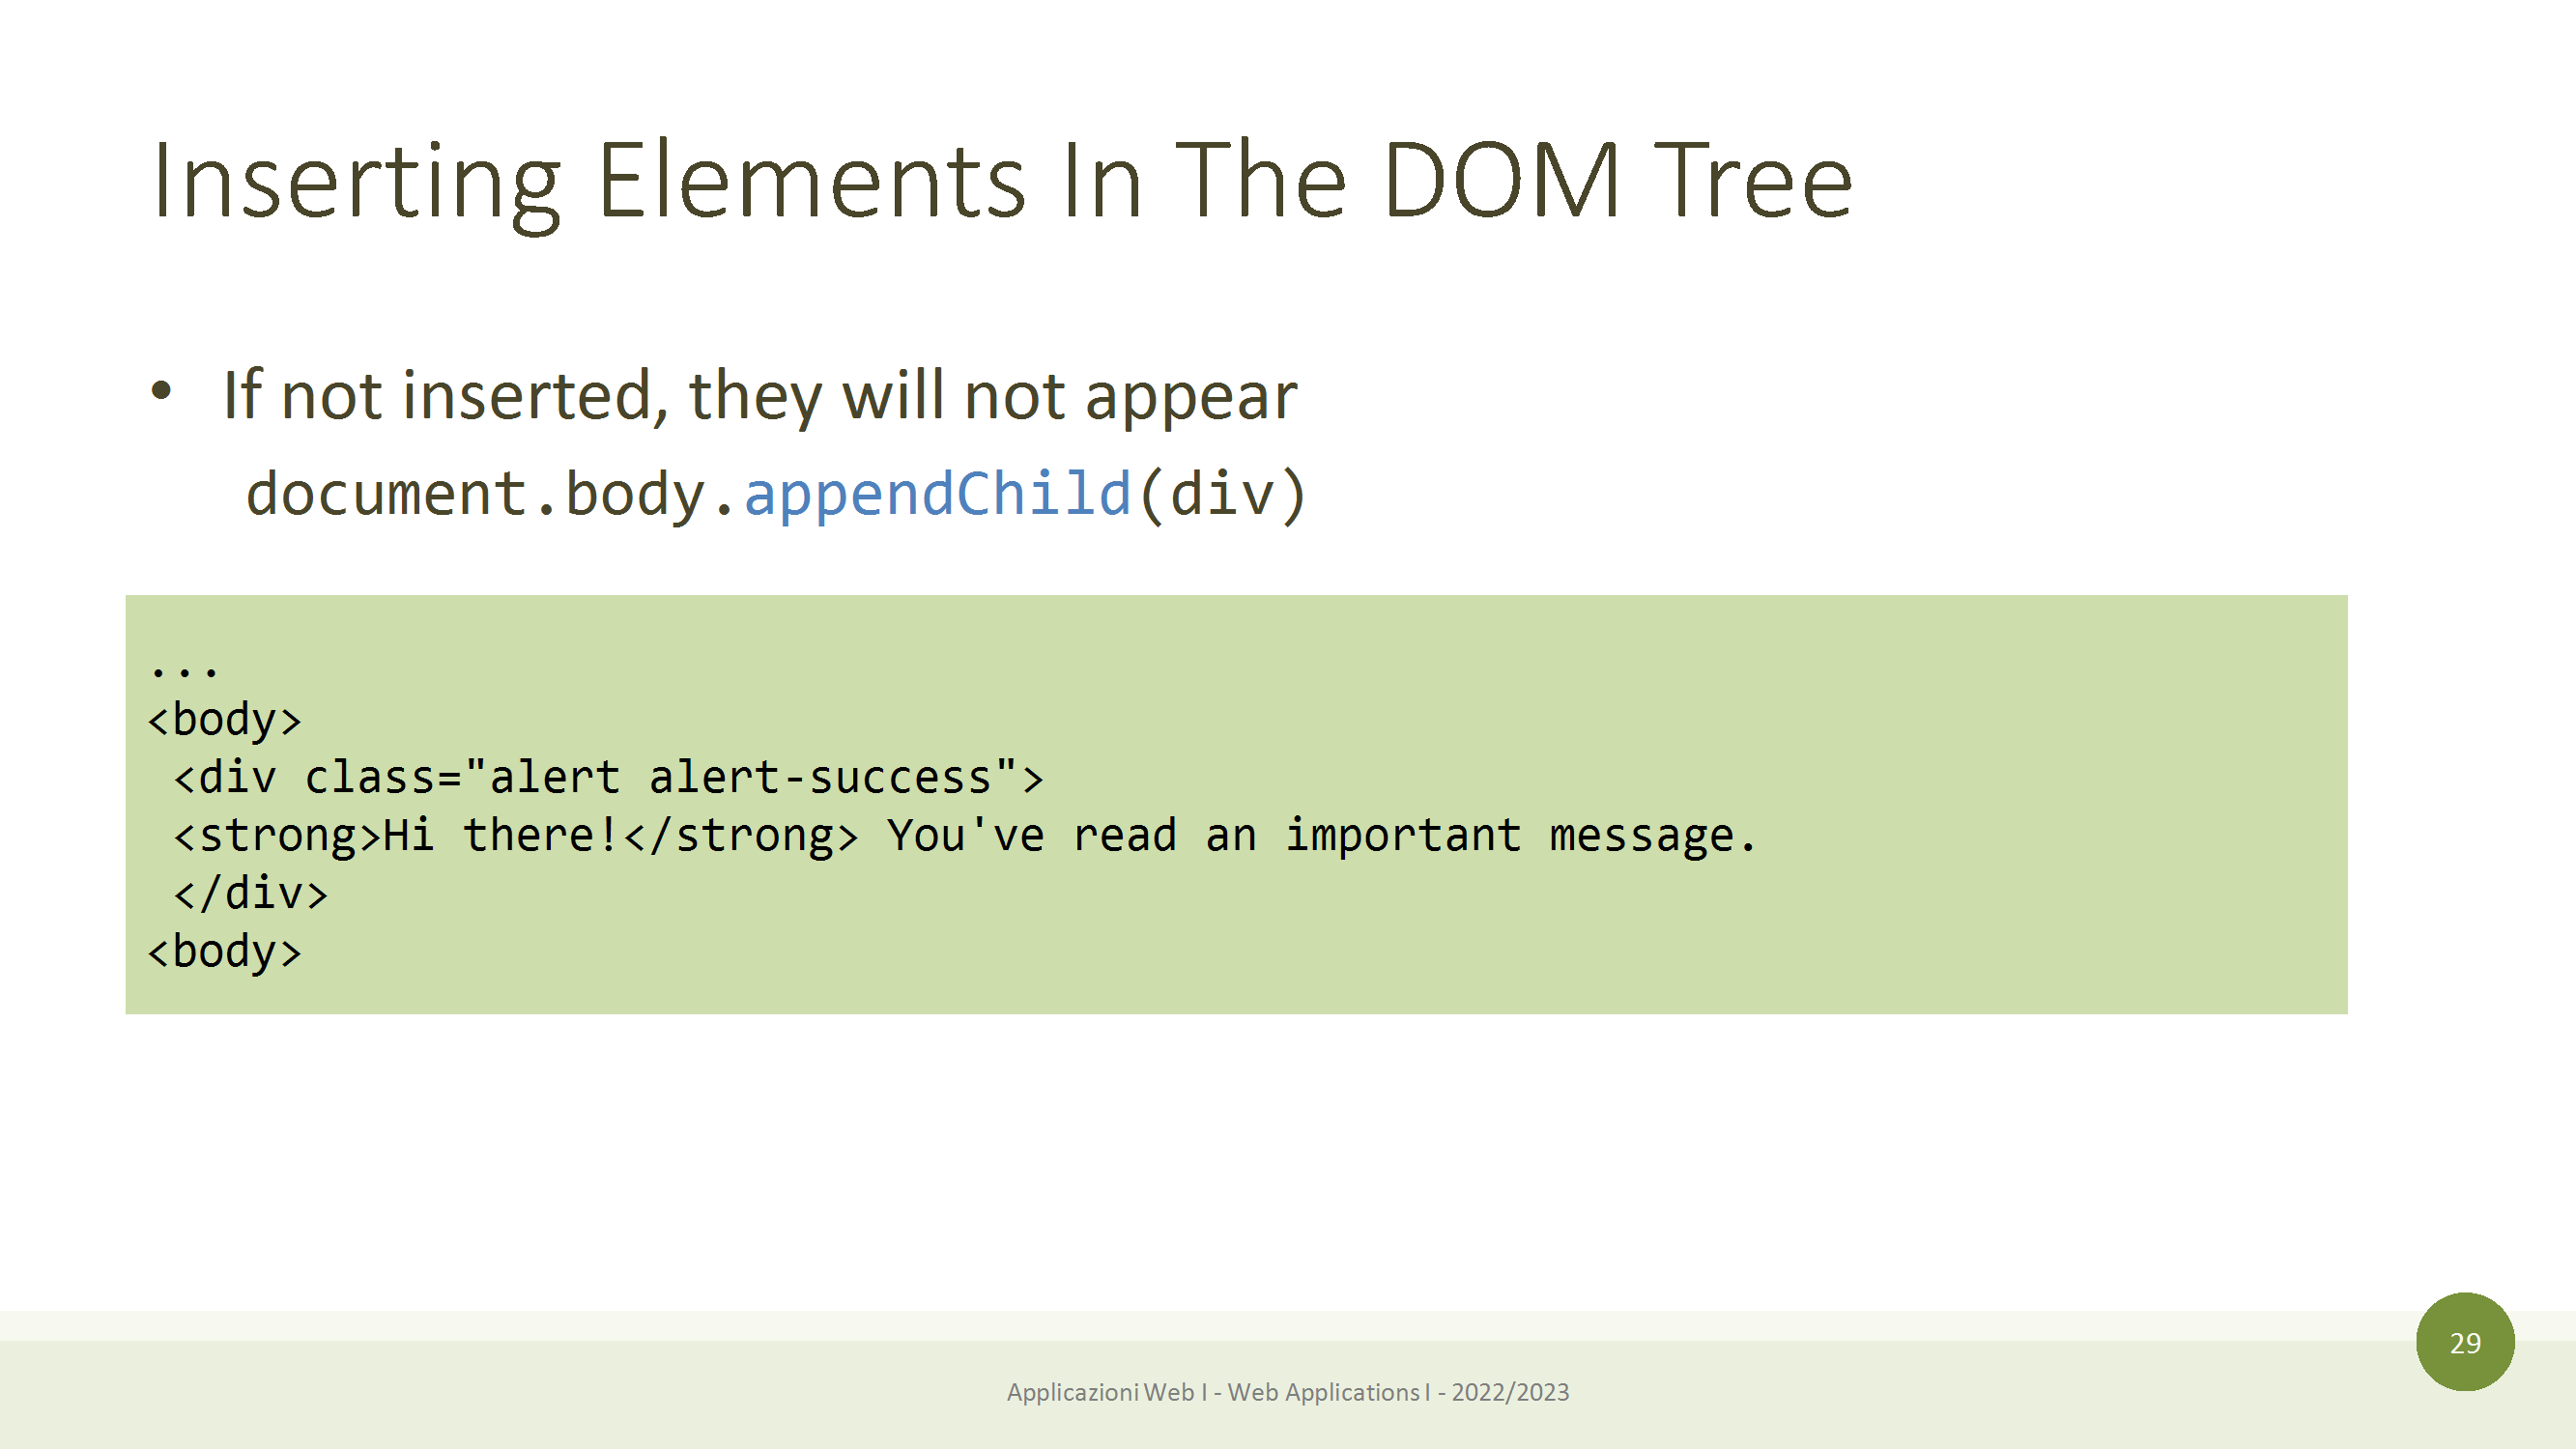 Inserting Elements In The DOM Tree
• If not inserted, they will not appear
document.body.appendChild(div)
...
<body>
<div class="alert alert-success">
<strong>Hi there!</strong> You've read an important message.
</div>
<body>
29
Applicazioni Web I - Web Applications I - 2022/2023